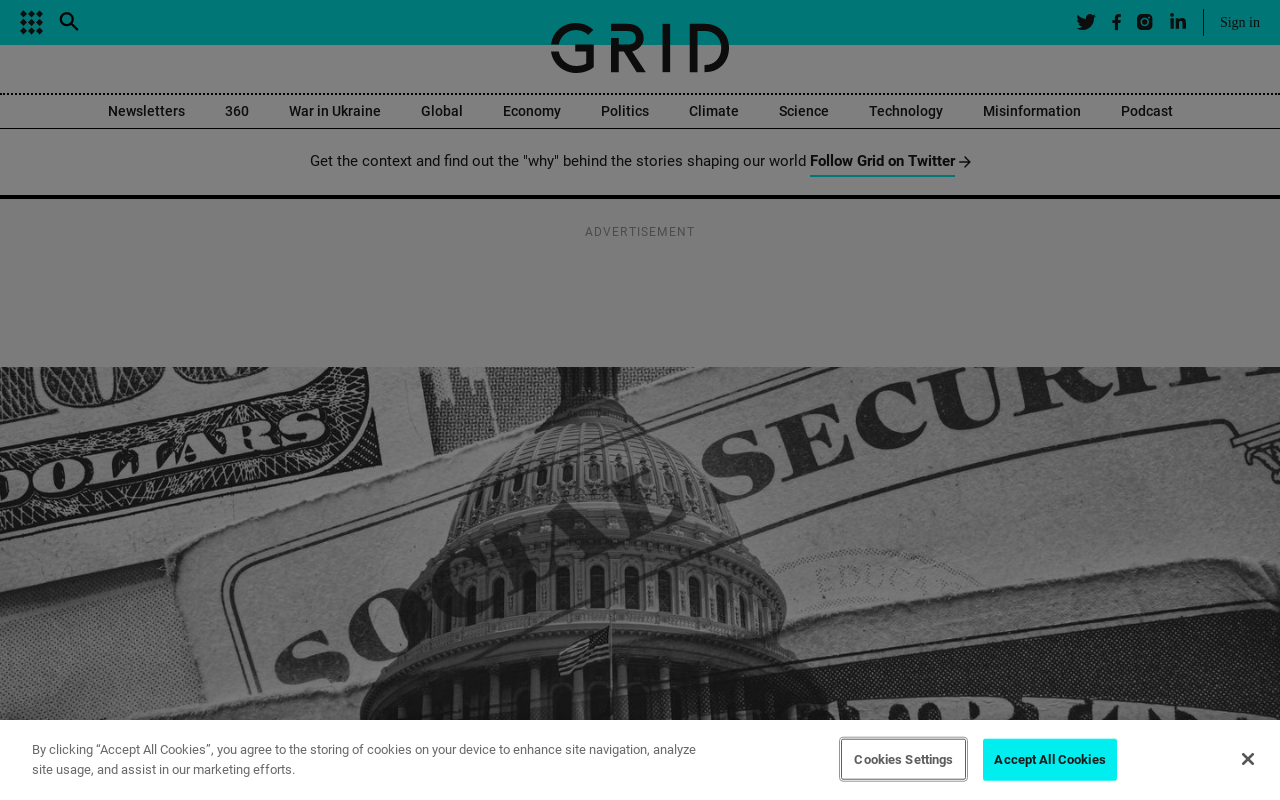 GRID
Sign in
Newsletters 360 War in Ukraine Global Economy Politics Climate Science Technology Misinformation Podcast
Get the context and find out the "why" behind the stories shaping our world Follow Grid on Twitter
ADVERTISEMENT
DOLLARS
SOCIAL SECURITY
By clicking “Accept All Cookies”, you agree to the storing of cookies on your device to enhance site navigation, analyze
site usage, and assist in our marketing efforts.
Cookies Settings
Accept All Cookies